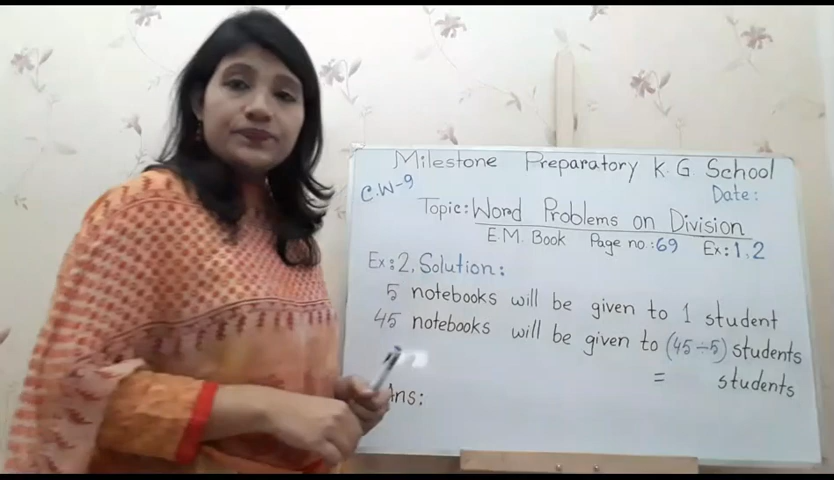 Milestone Preparatory K.G School
C.W-9
Date:
Topic: Word Problems on Division
E.M. Book Page no.: 69 Ex: 1, 2
Ex: 2. Solution:
5 notebooks will be given to 1 student
45 notebooks will be given to (45÷5) students
= students
Ans: